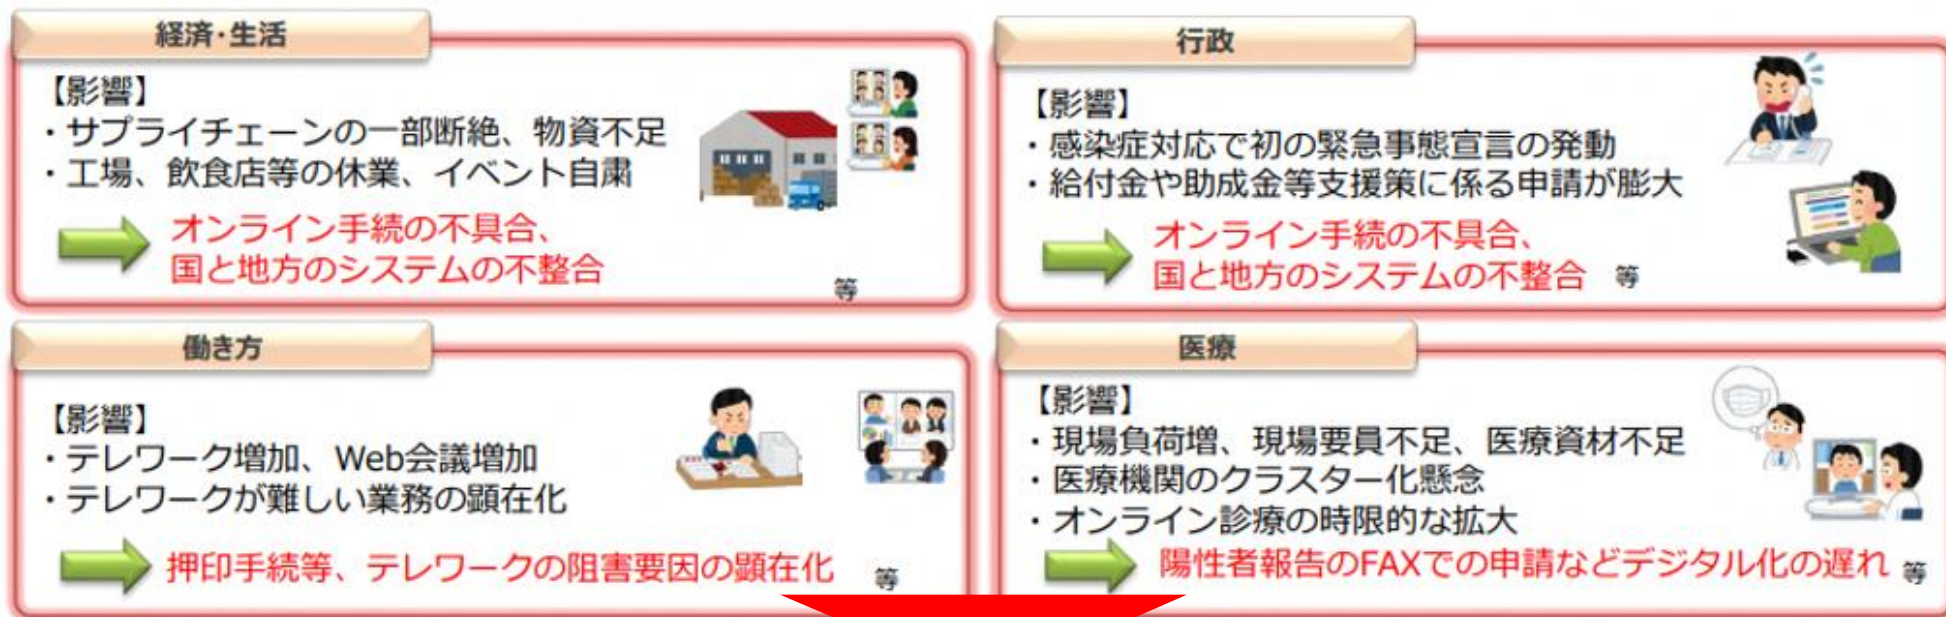 経済･生活
【影響】
・サプライチェーンの一部断絶、物資不足
・工場、飲食店等の休業、イベント自粛
オンライン手続の不具合、
国と地方のシステムの不整合
等
行政
【影響】
・感染症対応で初の緊急事態宣言の発動
・給付金や助成金等支援策に係る申請が膨大
オンライン手続の不具合、
国と地方のシステムの不整合 等
働き方
【影響】
・テレワーク増加、Web会議増加
・テレワークが難しい業務の顕在化
押印手続等、テレワークの阻害要因の顕在化 等
医療
【影響】
・現場負荷増、現場要員不足、医療資材不足
・医療機関のクラスター化懸念
・オンライン診療の時限的な拡大
陽性者報告のFAXでの申請などデジタル化の遅れ 等